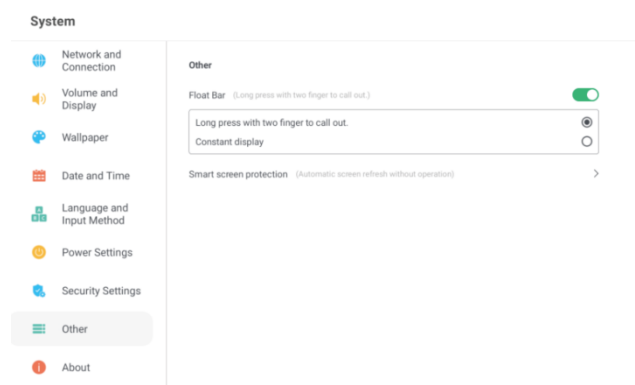 System
Network and
Connection
Volume and
Display
Wallpaper
Date and Time
Language and
Input Method
Power Settings
Security Settings
Other
About
Other
Float Bar (Long press with two finger to call out.)
Long press with two finger to call out.
Constant display
Smart screen protection (Automatic screen refresh without operation)